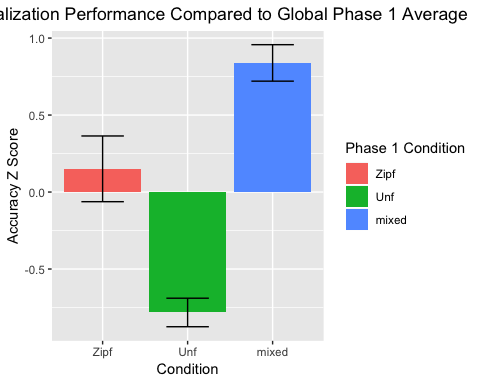 alization Performance Compared to Global Phase 1 Average
1.0
0.5
0.0
-0.5
Accuracy Z Score
Zipf
Unf
mixed
Condition
Phase 1 Condition
Zipf
Unf
mixed